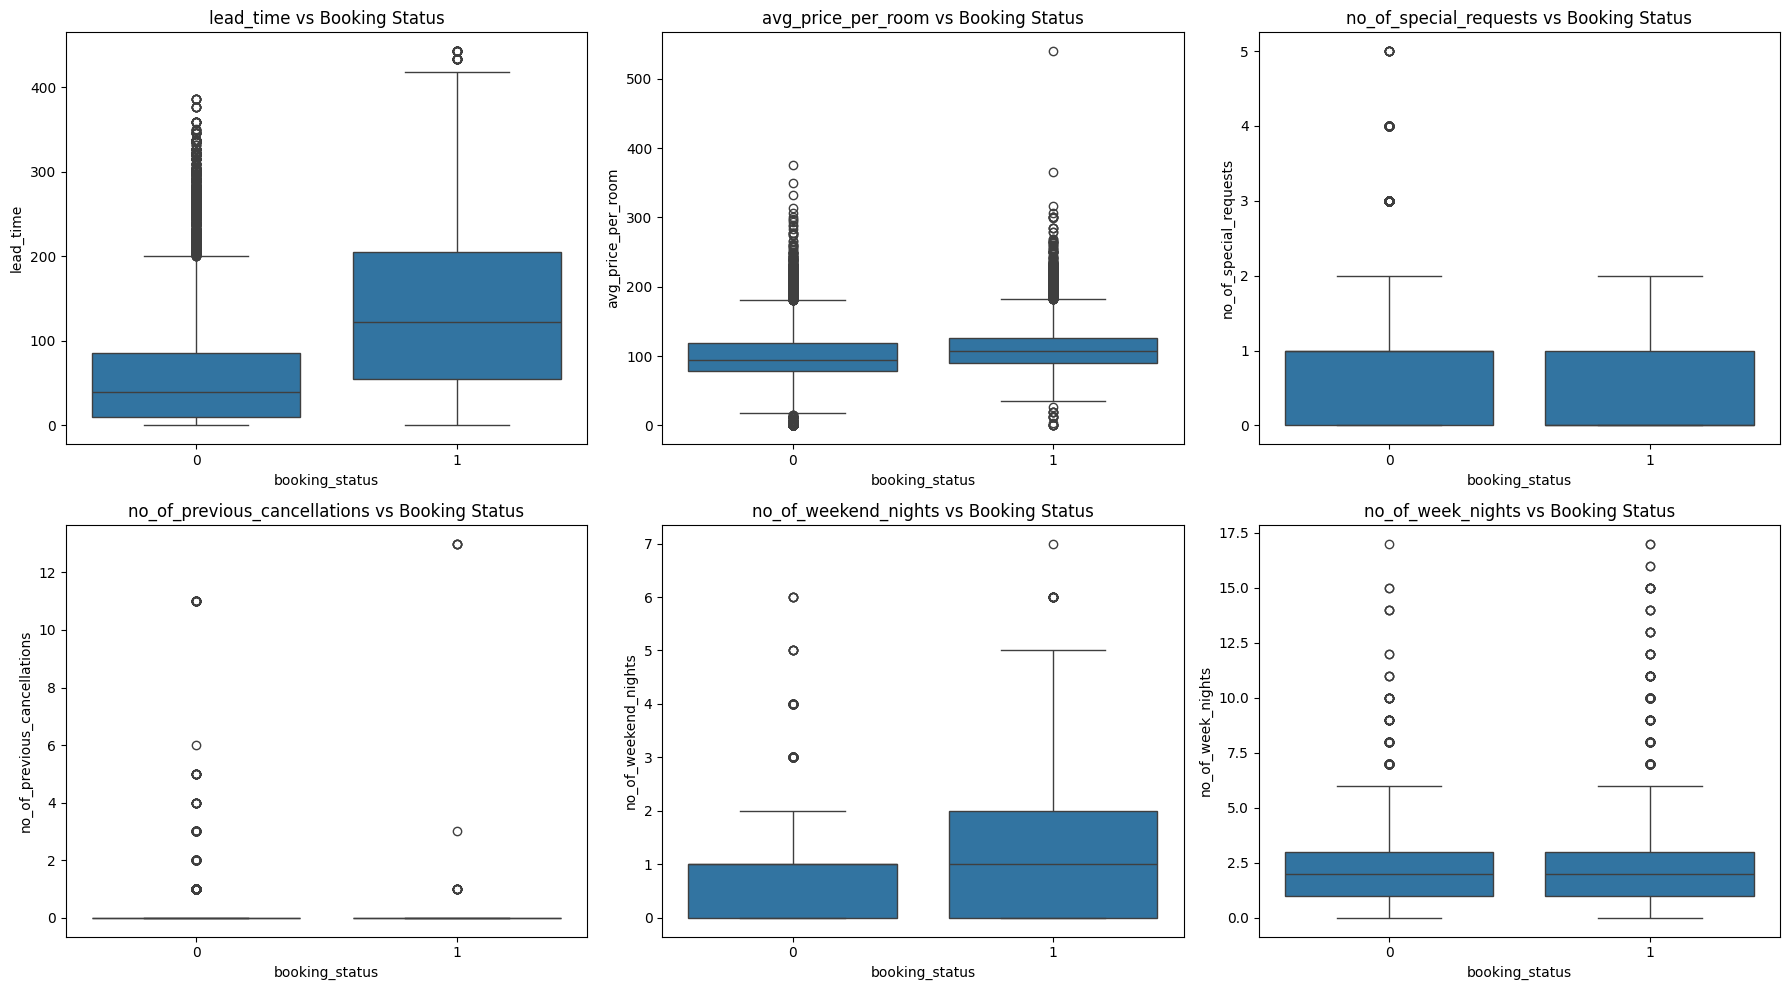 lead_time vs Booking Status
400
300
200
100
0
lead_time
0 1
booking_status
avg_price_per_room vs Booking Status
500
400
300
200
100
0
avg_price_per_room
0 1
booking_status
no_of_special_requests vs Booking Status
5
4
3
2
1
0
no_of_special_requests
0 1
booking_status
no_of_previous_cancellations vs Booking Status
12
10
8
6
4
2
0
no_of_previous_cancellations
0 1
booking_status
no_of_weekend_nights vs Booking Status
7
6
5
4
3
2
1
0
no_of_weekend_nights
0 1
booking_status
no_of_week_nights vs Booking Status
17.5
15.0
12.5
10.0
7.5
5.0
2.5
0.0
no_of_week_nights
0 1
booking_status